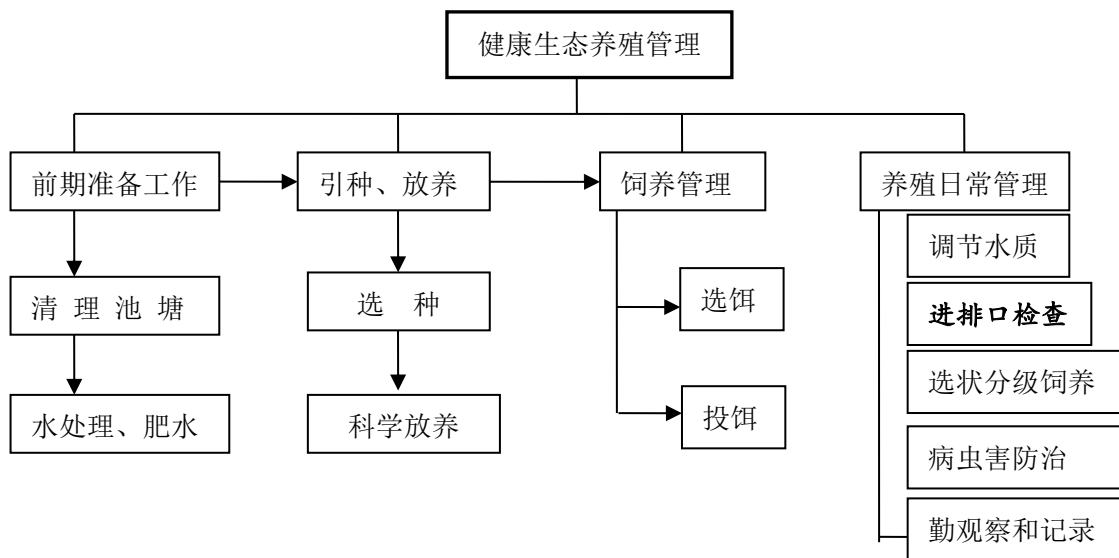 健康生态养殖管理
前期准备工作
引种、放养
饲养管理
养殖日常管理
清 理 池 塘
水处理、肥水
选 种
科学放养
选饵
投饵
调节水质
进排口检查
选状分级饲养
病虫害防治
勤观察和记录